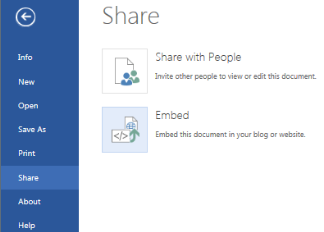 Share
Info
New
Open
Save As
Print
Share
About
Help
Share with People
Invite other people to view or edit this document.
Embed
Embed this document in your blog or website.